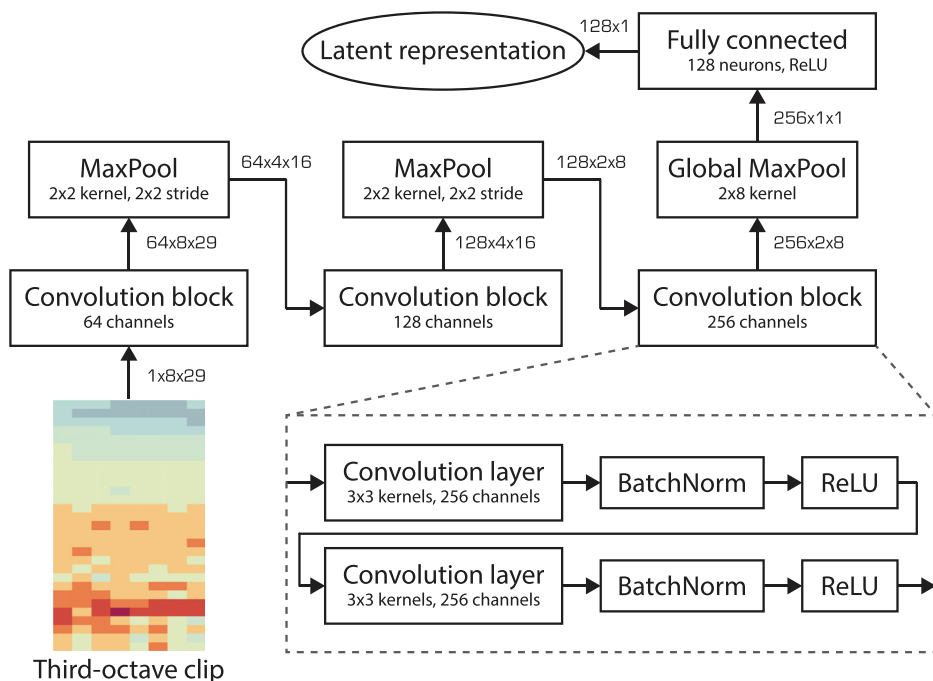 Latent representation
128x1
Fully connected
128 neurons, ReLU
256x1x1
MaxPool
2x2 kernel, 2x2 stride
64x4x16
MaxPool
2x2 kernel, 2x2 stride
128x2x8
Global MaxPool
2x8 kernel
64x8x29
128x4x16
256x2x8
Convolution block
64 channels
Convolution block
128 channels
Convolution block
256 channels
1x8x29
Convolution layer
3x3 kernels, 256 channels
BatchNorm
ReLU
Convolution layer
3x3 kernels, 256 channels
BatchNorm
ReLU
Third-octave clip